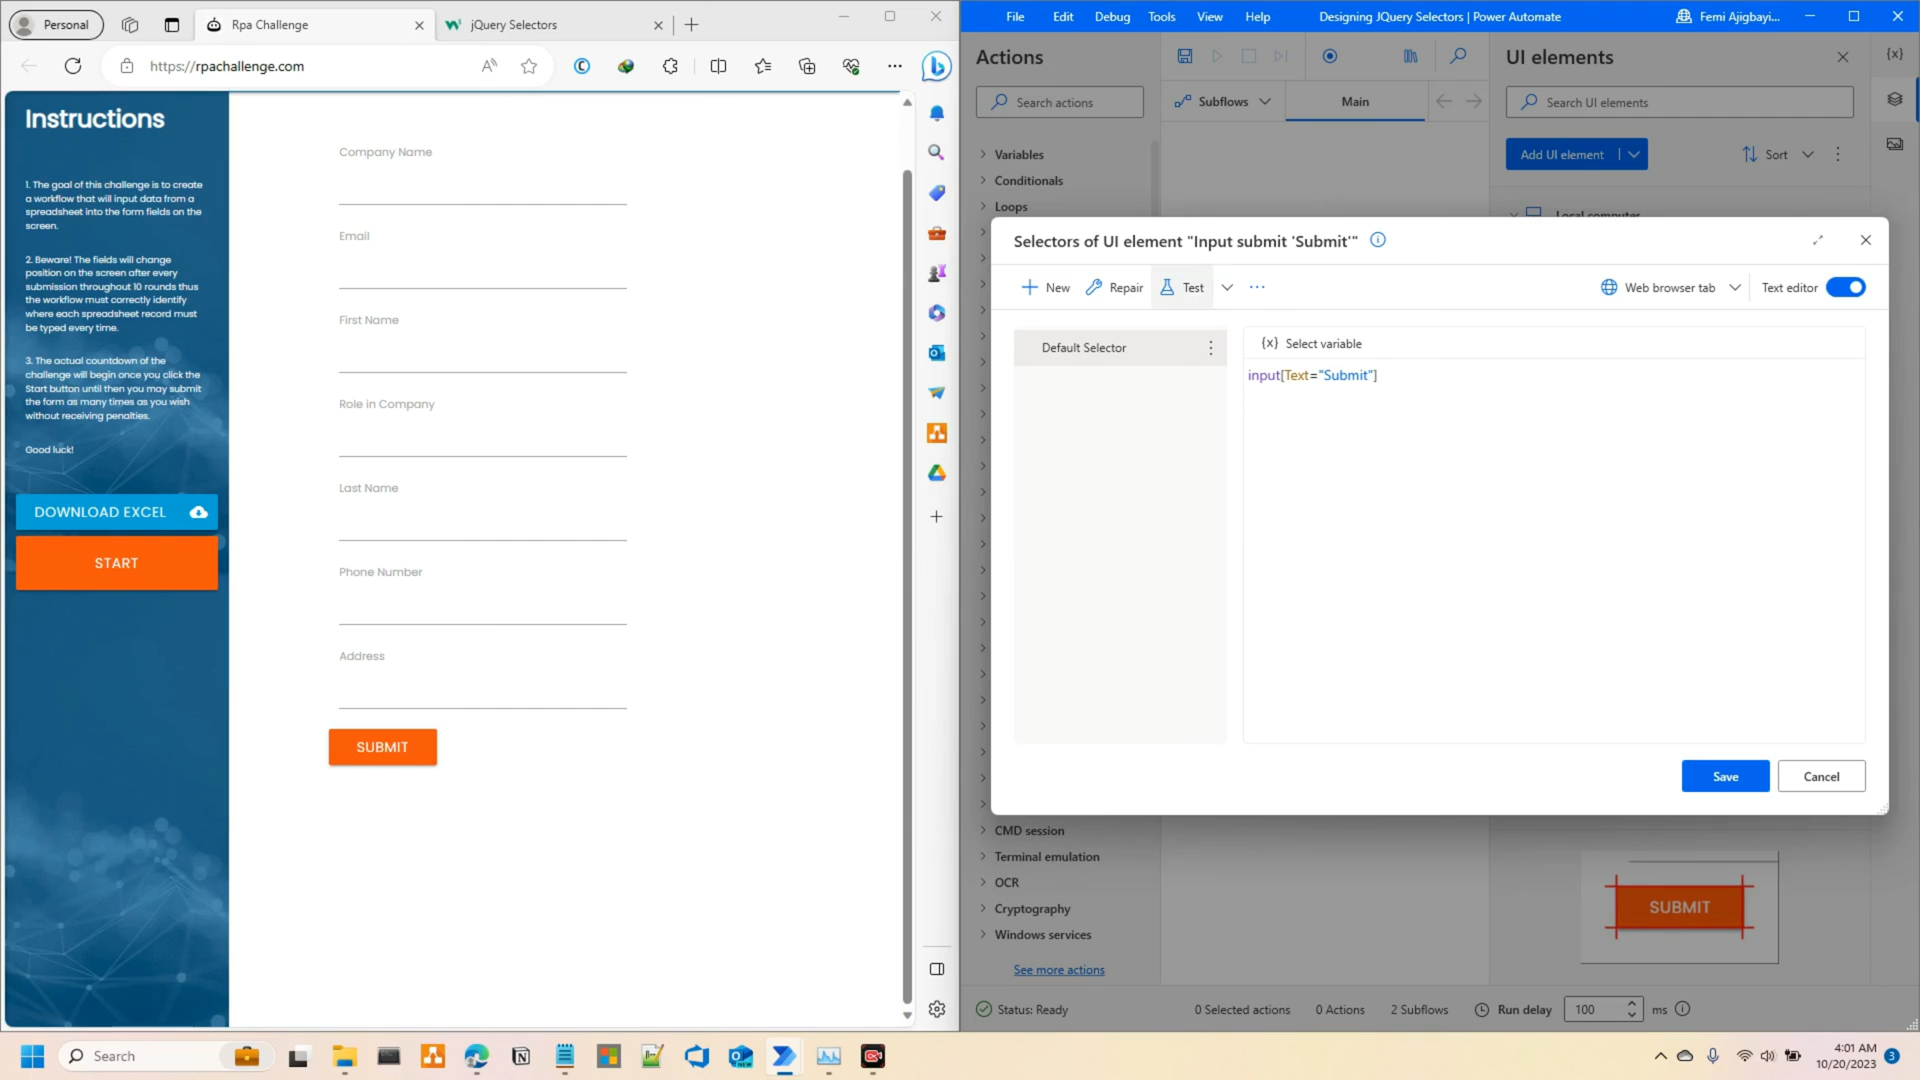 Personal
Rpa Challenge
jQuery Selectors
https://rpachallenge.com
Instructions
1. The goal of this challenge is to create
a workflow that will input data from a
spreadsheet into the form fields on the
screen.
2. Beware! The fields will change
position on the screen after every
submission throughout 10 rounds thus
the workflow must correctly identify
where each spreadsheet record must
be typed every time.
3. The actual countdown of the
challenge will begin once you click the
Start button until then you may submit
the form as many times as you wish
without receiving penalties.
Good luck!
DOWNLOAD EXCEL
START
Company Name
Email
First Name
Role in Company
Last Name
Phone Number
Address
SUBMIT
File Edit Debug Tools View Help
Designing JQuery Selectors | Power Automate
Femi Ajigbayi...
Actions
Search actions
Subflows
Main
UI elements
Search UI elements
Add UI element
Sort
Variables
Conditionals
Loops
Local computer
Selectors of UI element "Input submit 'Submit'"
New
Repair
Test
Web browser tab
Text editor
Default Selector
{x} Select variable
input[Text="Submit"]
Save
Cancel
CMD session
Terminal emulation
OCR
Cryptography
Windows services
See more actions
SUBMIT
Status: Ready
0 Selected actions
0 Actions
2 Subflows
Run delay
100
ms
Search
4:01 AM
10/20/2023
3